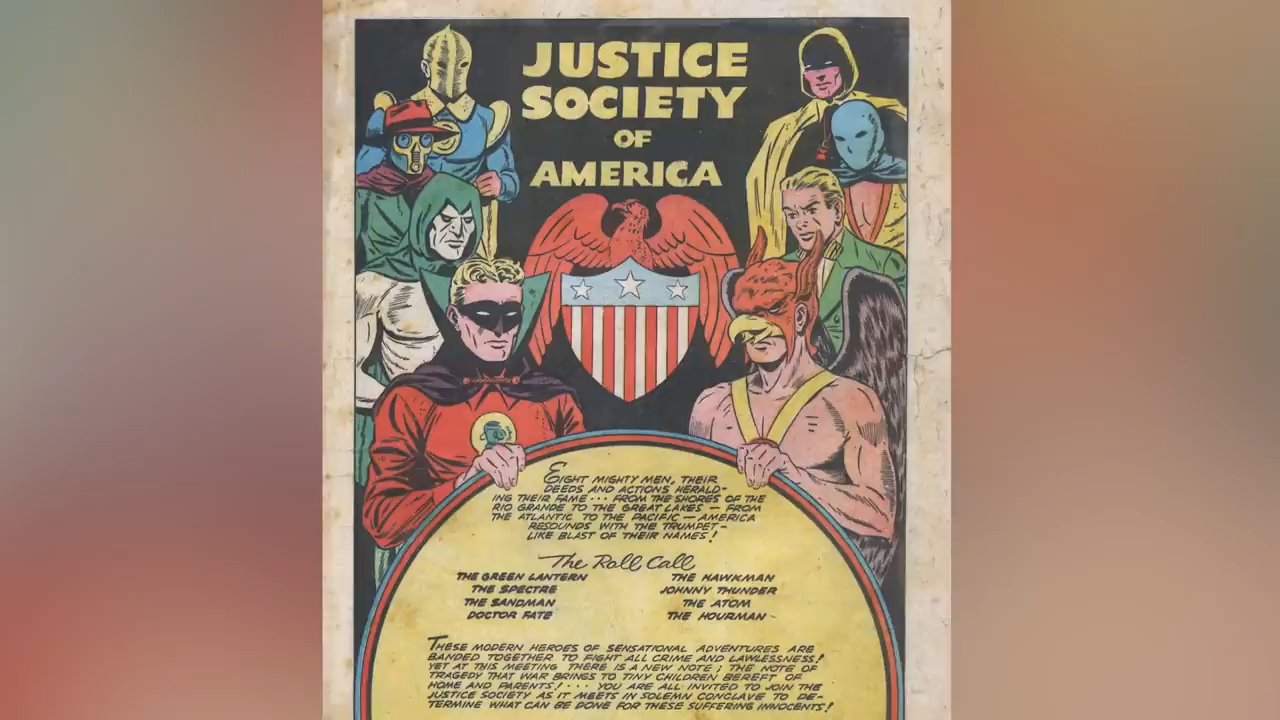 JUSTICE
SOCIETY
OF
AMERICA
EIGHT MIGHTY MEN, THEIR
DEEDS AND ACTIONS HERALD-
ING THEIR FAME... FROM THE SHORES OF THE
RIO GRANDE TO THE GREAT LAKES — FROM
THE ATLANTIC TO THE PACIFIC — AMERICA
RESOUNDS WITH THE TRUMPET-
LIKE BLAST OF THEIR NAMES!
The Roll Call
THE GREEN LANTERN THE HAWKMAN
THE SPECTRE JOHNNY THUNDER
THE SANDMAN THE ATOM
DOCTOR FATE THE HOURMAN
THESE MODERN HEROES OF SENSATIONAL ADVENTURES ARE
BANDED TOGETHER TO FIGHT ALL CRIME AND LAWLESSNESS!
YET AT THIS MEETING THERE IS A NEW NOTE; THE NOTE OF
TRAGEDY THAT WAR BRINGS TO TINY CHILDREN BEREFT OF
HOME AND PARENTS!... YOU ARE ALL INVITED TO JOIN THE
JUSTICE SOCIETY AS IT MEETS IN SOLEMN CONCLAVE TO DE-
TERMINE WHAT CAN BE DONE FOR THESE SUFFERING INNOCENTS!